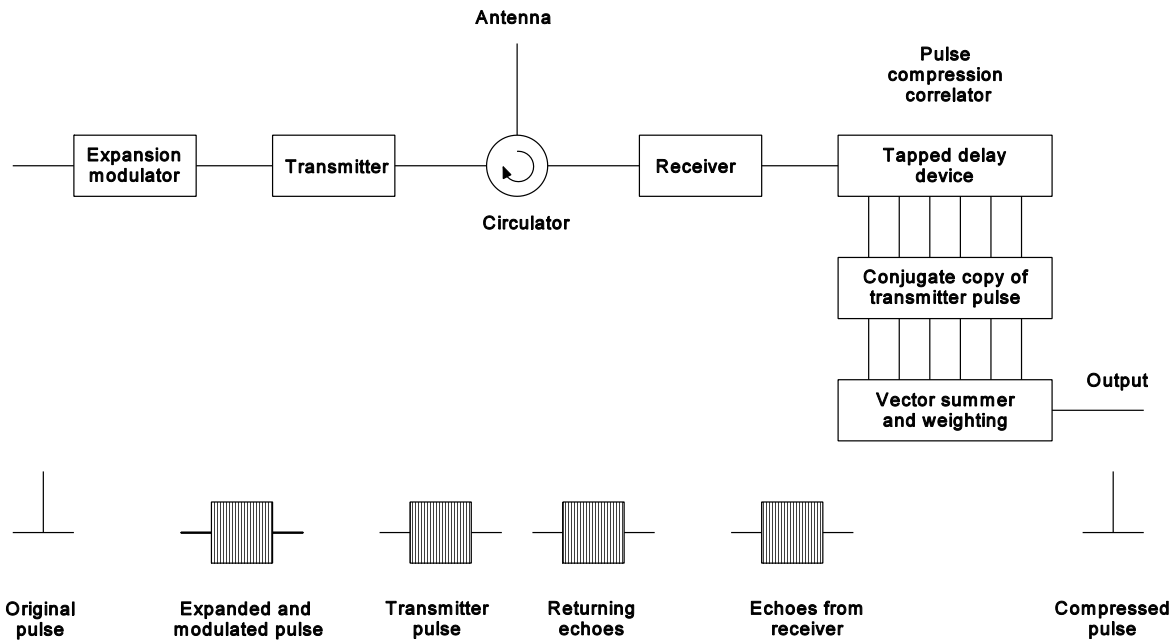 Antenna
Pulse
compression
correlator
Expansion
modulator
Transmitter
Receiver
Tapped delay
device
Circulator
Conjugate copy of
transmitter pulse
Output
Vector summer
and weighting
Original
pulse
Expanded and
modulated pulse
Transmitter
pulse
Returning
echoes
Echoes from
receiver
Compressed
pulse